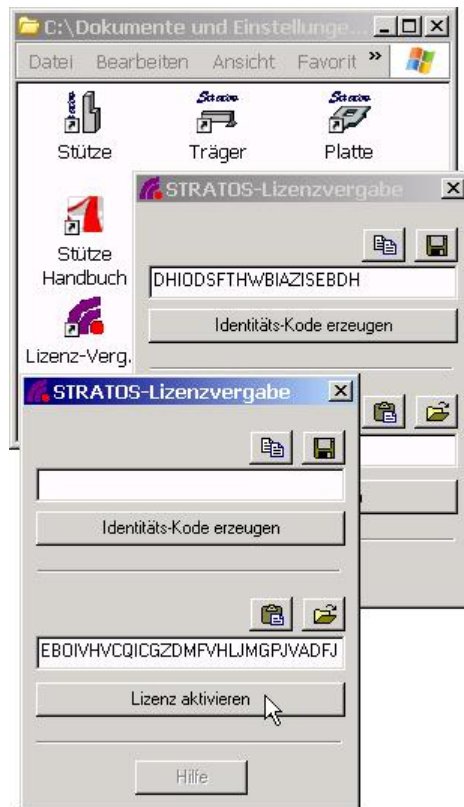 C:\Dokumente und Einstellunge...
Datei Bearbeiten Ansicht Favorit »
Stütze Träger Platte
STRATOS-Lizenzvergabe
Stütze
Handbuch
DHIODSFTHWBIAZISEBDH
Identitäts-Kode erzeugen
Lizenz-Verg.
STRATOS-Lizenzvergabe
Identitäts-Kode erzeugen
EBOIVHVCQICGZDMFVHLJMGPJVADFJ
Lizenz aktivieren
Hilfe